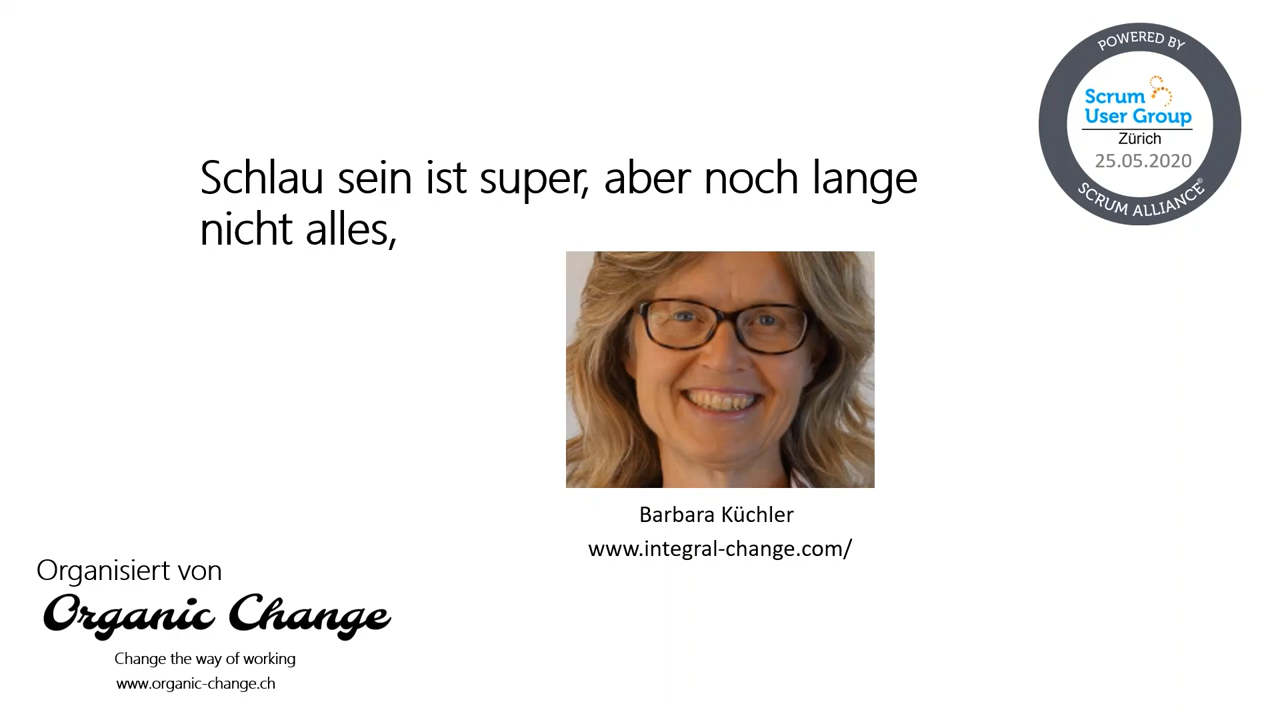 POWERED BY
Scrum
User Group
Zürich
25.05.2020
SCRUM ALLIANCE®
Schlau sein ist super, aber noch lange
nicht alles,
Barbara Küchler
www.integral-change.com/
Organisiert von
Organic Change
Change the way of working
www.organic-change.ch